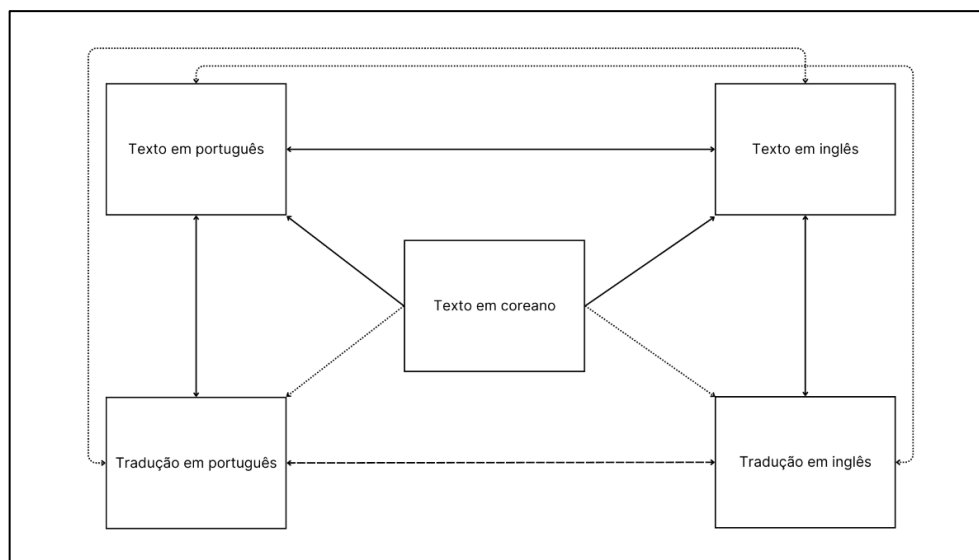 Texto em português
Texto em inglês
Texto em coreano
Tradução em português
Tradução em inglês